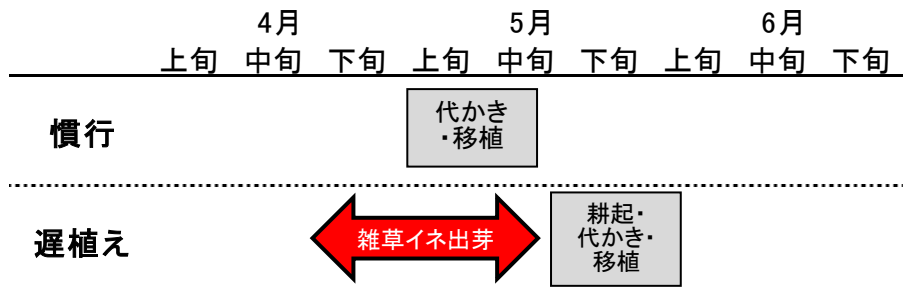 4月 5月 6月
上旬 中旬 下旬 上旬 中旬 下旬 上旬 中旬 下旬
慣行
代かき
・移植
遅植え
雑草イネ出芽
耕起・
代かき・
移植